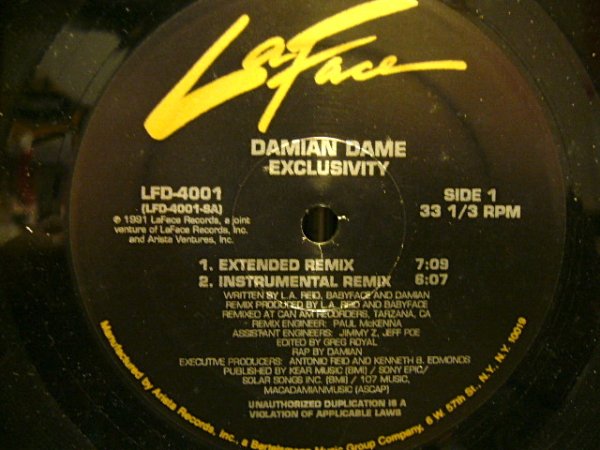 LaFace
DAMIAN DAME
EXCLUSIVITY
LFD-4001
(LFD-4001-SA)
℗ 1991 LaFace Records, a joint
venture of LaFace Records, Inc.
and Arista Ventures, Inc.
SIDE 1
33 1/3 RPM
1. EXTENDED REMIX 7:09
2. INSTRUMENTAL REMIX 6:07
WRITTEN BY L.A. REID, BABYFACE AND DAMIAN
REMIX PRODUCED BY L.A. REID AND BABYFACE
REMIXED AT CAN AM RECORDERS, TARZANA, CA
REMIX ENGINEER: PAUL McKENNA
ASSISTANT ENGINEERS: JIMMY Z, JEFF POE
EDITED BY GREG ROYAL
RAP BY DAMIAN
EXECUTIVE PRODUCERS: ANTONIO REID AND KENNETH B. EDMONDS
PUBLISHED BY KEAR MUSIC (BMI) / SONY EPIC/
SOLAR SONGS INC. (BMI) / 107 MUSIC,
MACADAMIANMUSIC (ASCAP)
UNAUTHORIZED DUPLICATION IS A
VIOLATION OF APPLICABLE LAWS
Manufactured by Arista Records, Inc., a Bertelsmann Music Group Company, 6 W. 57th St., N.Y., N.Y. 10019